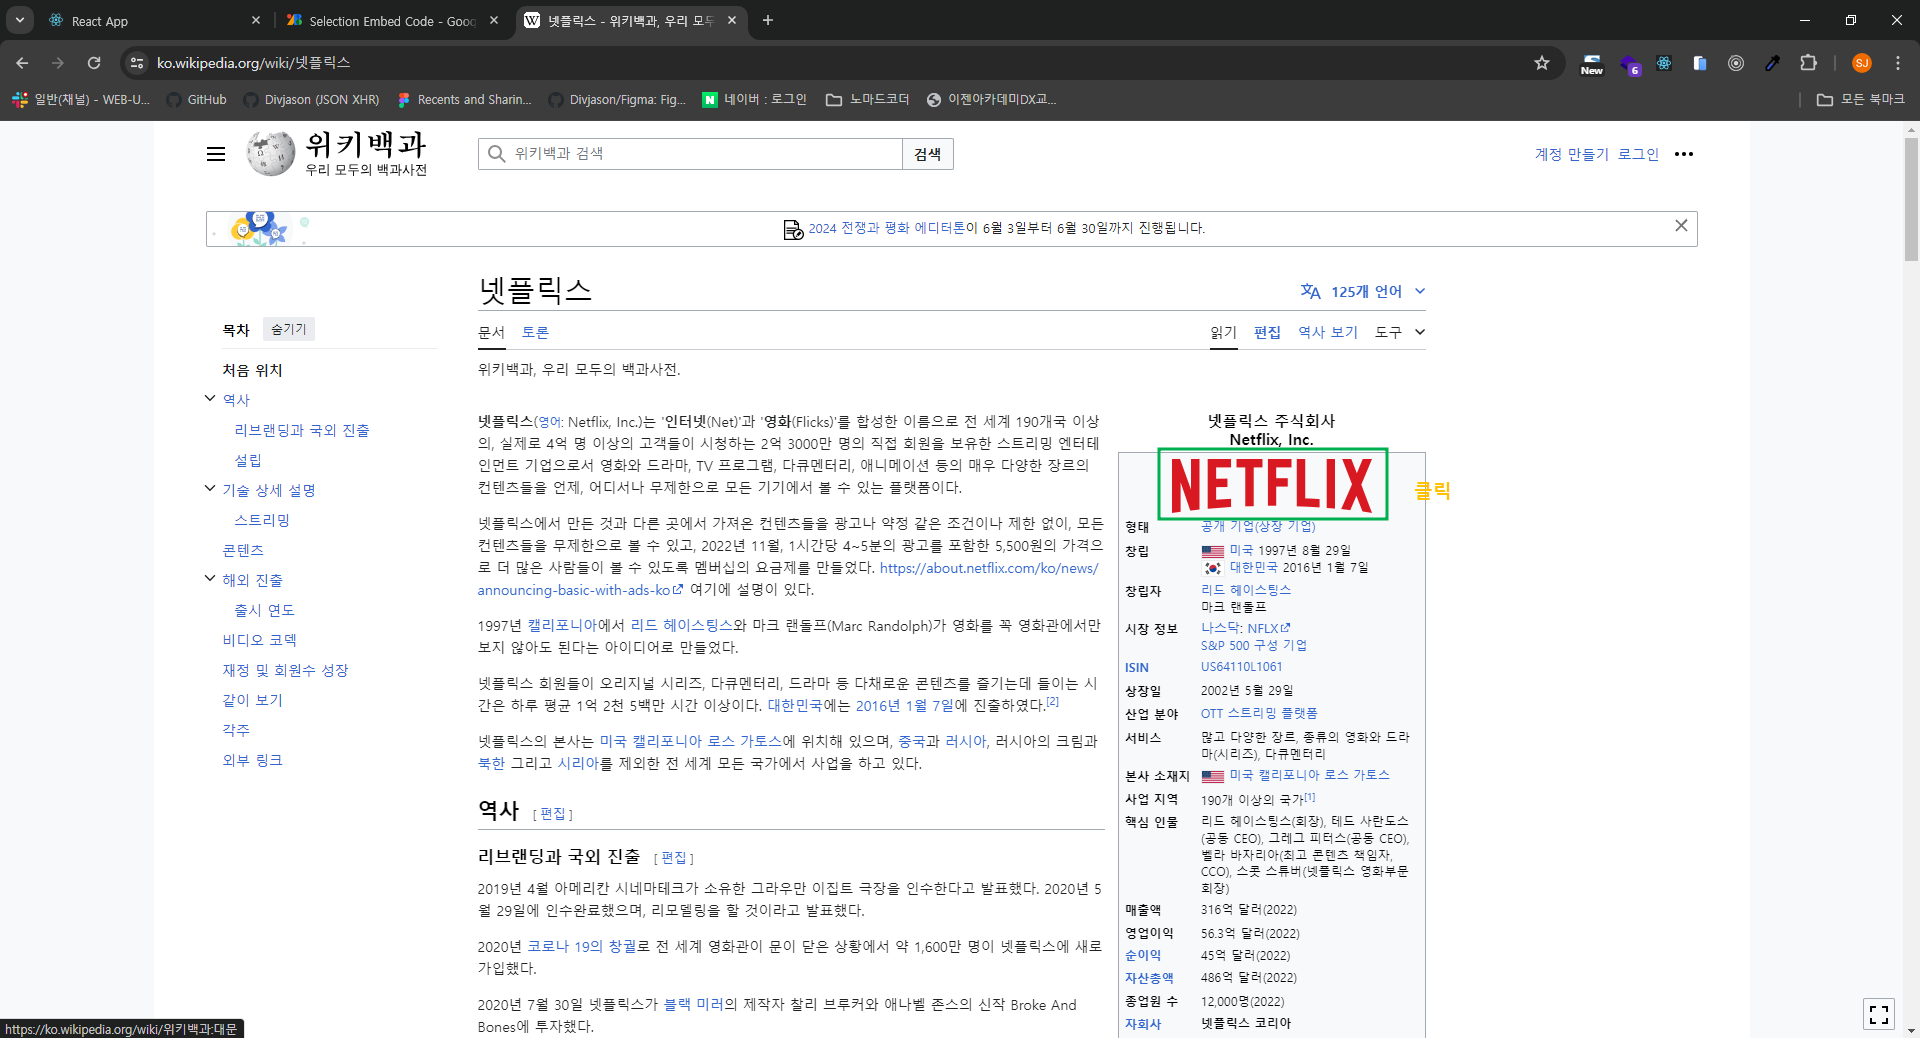 React App
Selection Embed Code - Goog
넷플릭스 - 위키백과, 우리 모두
ko.wikipedia.org/wiki/넷플릭스
New
6
SJ
일반(채널) - WEB-U...
GitHub
Divjason (JSON XHR)
Recents and Sharin...
Divjason/Figma: Fig...
N 네이버 : 로그인
노마드코더
이젠아카데미DX교...
모든 북마크
위키백과
우리 모두의 백과사전
위키백과 검색
검색
계정 만들기 로그인
2024 전쟁과 평화 에디터톤이 6월 3일부터 6월 30일까지 진행됩니다.
넷플릭스
125개 언어
목차 숨기기
문서 토론
읽기 편집 역사 보기 도구
처음 위치
역사
리브랜딩과 국외 진출
설립
기술 상세 설명
스트리밍
콘텐츠
해외 진출
출시 연도
비디오 코덱
재정 및 회원수 성장
같이 보기
각주
외부 링크
위키백과, 우리 모두의 백과사전.
넷플릭스(영어: Netflix, Inc.)는 '인터넷(Net)'과 '영화(Flicks)'를 합성한 이름으로 전 세계 190개국 이상
의, 실제로 4억 명 이상의 고객들이 시청하는 2억 3000만 명의 직접 회원을 보유한 스트리밍 엔터테
인먼트 기업으로서 영화와 드라마, TV 프로그램, 다큐멘터리, 애니메이션 등의 매우 다양한 장르의
컨텐츠들을 언제, 어디서나 무제한으로 모든 기기에서 볼 수 있는 플랫폼이다.
넷플릭스에서 만든 것과 다른 곳에서 가져온 컨텐츠들을 광고나 약정 같은 조건이나 제한 없이, 모든
컨텐츠들을 무제한으로 볼 수 있고, 2022년 11월, 1시간당 4~5분의 광고를 포함한 5,500원의 가격으
로 더 많은 사람들이 볼 수 있도록 멤버십의 요금제를 만들었다. https://about.netflix.com/ko/news/
announcing-basic-with-ads-ko 여기에 설명이 있다.
1997년 캘리포니아에서 리드 헤이스팅스와 마크 랜돌프(Marc Randolph)가 영화를 꼭 영화관에서만
보지 않아도 된다는 아이디어로 만들었다.
넷플릭스 회원들이 오리지널 시리즈, 다큐멘터리, 드라마 등 다채로운 콘텐츠를 즐기는데 들이는 시
간은 하루 평균 1억 2천 5백만 시간 이상이다. 대한민국에는 2016년 1월 7일에 진출하였다.[2]
넷플릭스의 본사는 미국 캘리포니아 로스 가토스에 위치해 있으며, 중국과 러시아, 러시아의 크림과
북한 그리고 시리아를 제외한 전 세계 모든 국가에서 사업을 하고 있다.
역사 [ 편집 ]
리브랜딩과 국외 진출 [ 편집 ]
2019년 4월 아메리칸 시네마테크가 소유한 그라우만 이집트 극장을 인수한다고 발표했다. 2020년 5
월 29일에 인수완료했으며, 리모델링을 할 것이라고 발표했다.
2020년 코로나 19의 창궐로 전 세계 영화관이 문이 닫은 상황에서 약 1,600만 명이 넷플릭스에 새로
가입했다.
2020년 7월 30일 넷플릭스가 블랙 미러의 제작자 찰리 브루커와 애나벨 존스의 신작 Broke And
Bones에 투자했다.
넷플릭스 주식회사
Netflix, Inc.
NETFLIX
클릭
형태 공개 기업(상장 기업)
창립 미국 1997년 8월 29일
대한민국 2016년 1월 7일
창립자 리드 헤이스팅스
마크 랜돌프
시장 정보 나스닥: NFLX
S&P 500 구성 기업
ISIN US64110L1061
상장일 2002년 5월 29일
산업 분야 OTT 스트리밍 플랫폼
서비스 많고 다양한 장르, 종류의 영화와 드라
마(시리즈), 다큐멘터리
본사 소재지 미국 캘리포니아 로스 가토스
사업 지역 190개 이상의 국가[1]
핵심 인물 리드 헤이스팅스(회장), 테드 사란도스
(공동 CEO), 그레그 피터스(공동 CEO),
벨라 바자리아(최고 콘텐츠 책임자,
CCO), 스콧 스튜버(넷플릭스 영화부문
회장)
매출액 316억 달러(2022)
영업이익 56.3억 달러(2022)
순이익 45억 달러(2022)
자산총액 486억 달러(2022)
종업원 수 12,000명(2022)
자회사 넷플릭스 코리아
https://ko.wikipedia.org/wiki/위키백과:대문